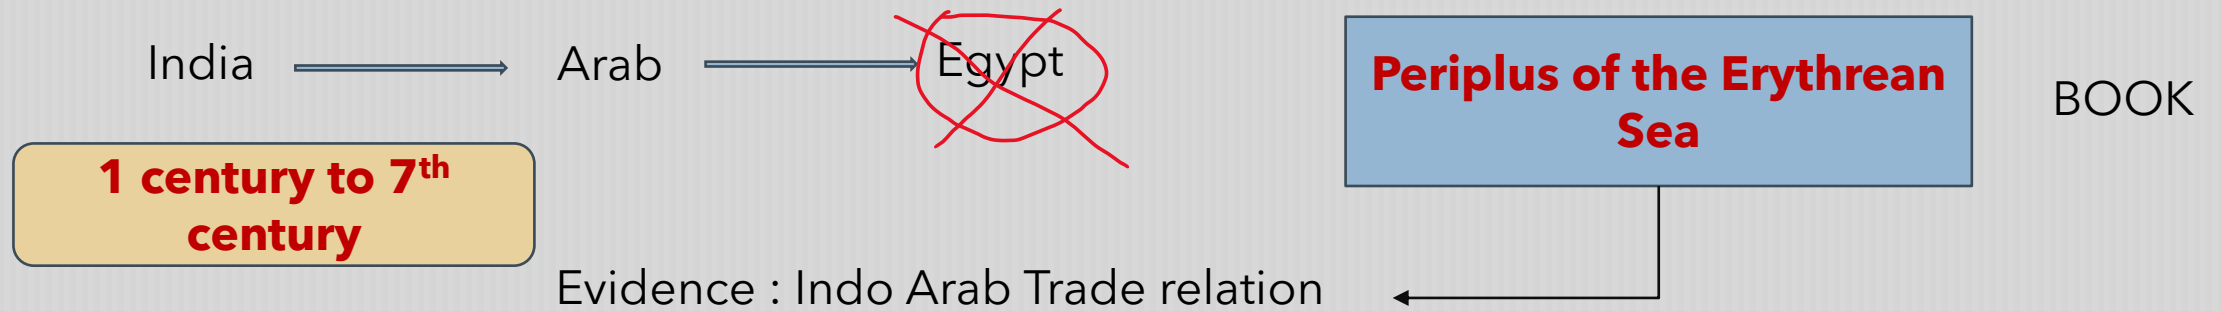 India
Arab
Egypt
Periplus of the Erythrean
Sea
BOOK
1 century to 7th
century
Evidence : Indo Arab Trade relation